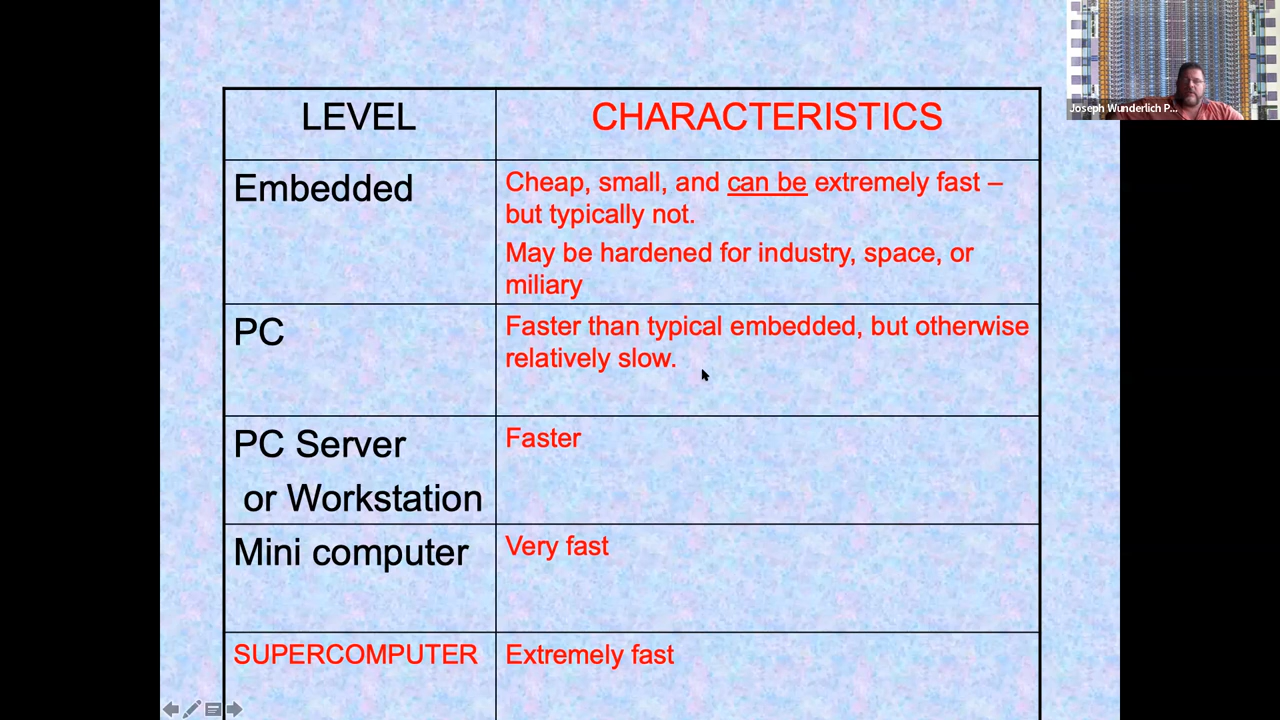 LEVEL
CHARACTERISTICS
Embedded
Cheap, small, and can be extremely fast –
but typically not.
May be hardened for industry, space, or
miliary
PC
Faster than typical embedded, but otherwise
relatively slow.
PC Server
or Workstation
Faster
Mini computer
Very fast
SUPERCOMPUTER
Extremely fast
Joseph Wunderlich P...